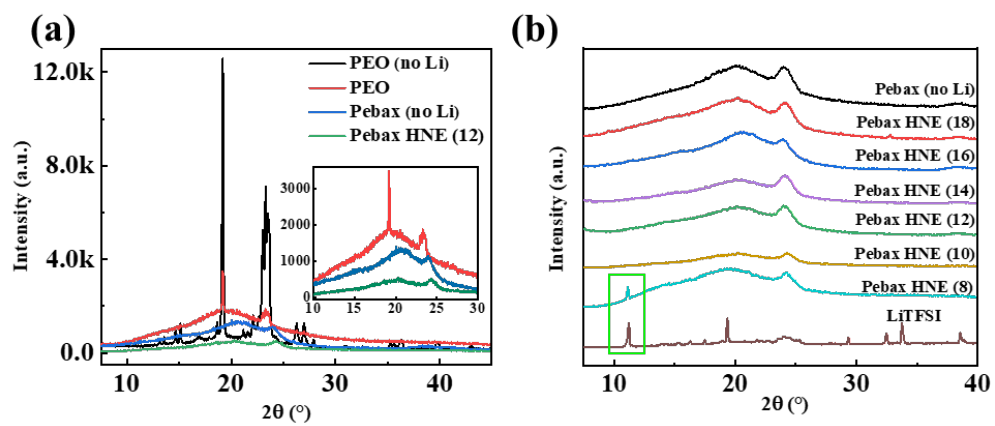 (a)
12.0k
8.0k
4.0k
0.0
Intensity (a.u.)
PEO (no Li)
PEO
Pebax (no Li)
Pebax HNE (12)
3000
2000
1000
0
10 15 20 25 30
10 20 30 40
2θ (°)
(b)
Intensity (a.u.)
Pebax (no Li)
Pebax HNE (18)
Pebax HNE (16)
Pebax HNE (14)
Pebax HNE (12)
Pebax HNE (10)
Pebax HNE (8)
LiTFSI
10 20 30 40
2θ (°)